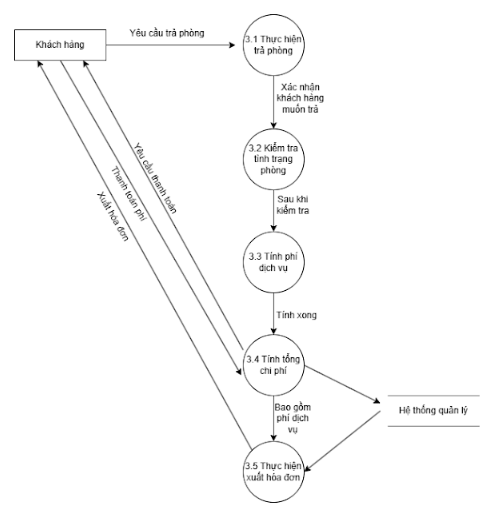 Yêu cầu trả phòng
Khách hàng
3.1 Thực hiện
trả phòng
Xác nhận
khách hàng
muốn trả
3.2 Kiểm tra
tình trạng
phòng
Yêu cầu thanh toán
Thanh toán phí
Xuất hóa đơn
Sau khi
kiểm tra
3.3 Tính phí
dịch vụ
Tính xong
3.4 Tính tổng
chi phí
Bao gồm
phí dịch
vụ
Hệ thống quản lý
3.5 Thực hiện
xuất hóa đơn